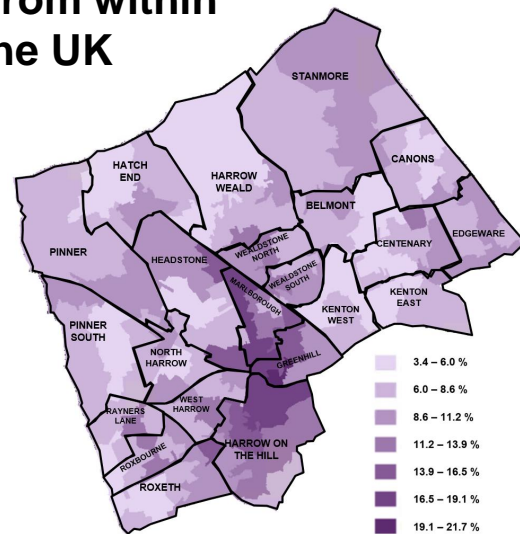 rom within
ne UK
STANMORE
CANONS
HATCH
END
HARROW
WEALD
BELMONT
EDGEWARE
CENTENARY
PINNER
HEADSTONE
WEALDSTONE
NORTH
WEALDSTONE
SOUTH
MARLBOROUGH
KENTON
EAST
KENTON
WEST
PINNER
SOUTH
NORTH
HARROW
GREENHILL
WEST
HARROW
RAYNERS
LANE
HARROW ON
THE HILL
ROXBOURNE
ROXETH
3.4 – 6.0 %
6.0 – 8.6 %
8.6 – 11.2 %
11.2 – 13.9 %
13.9 – 16.5 %
16.5 – 19.1 %
19.1 – 21.7 %